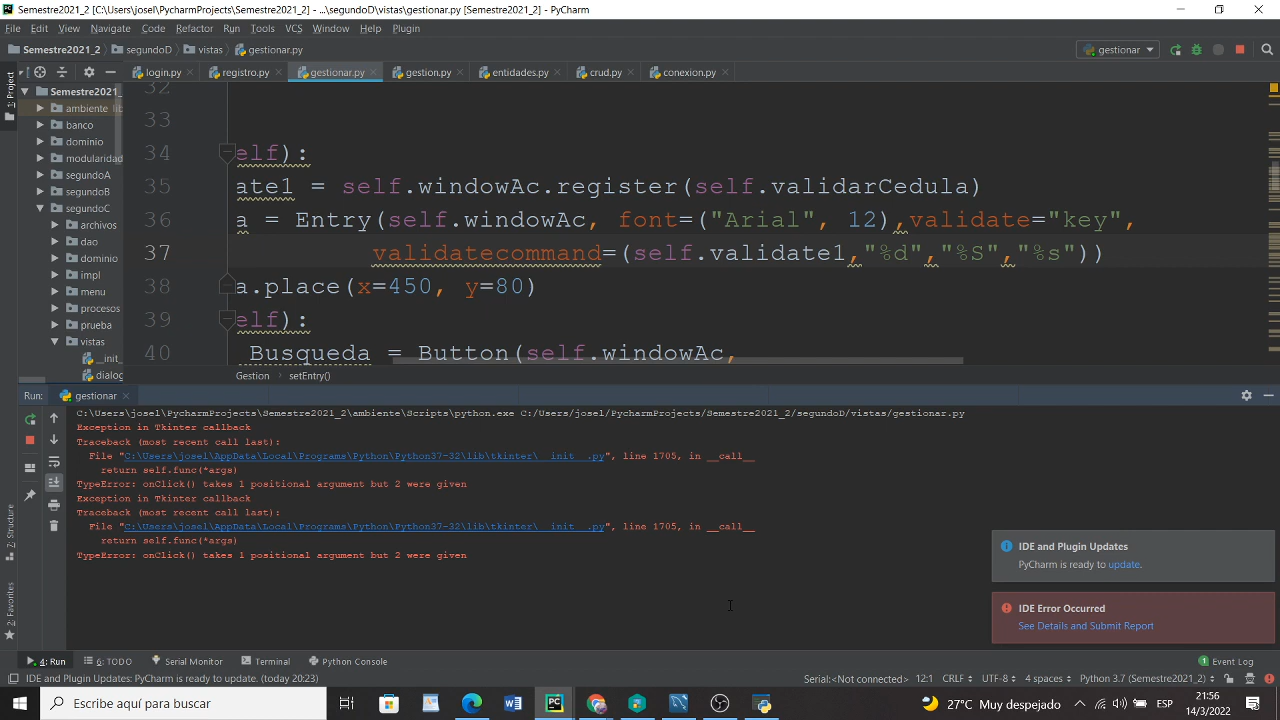 Semestre2021_2 [C:\Users\josel\PycharmProjects\Semestre2021_2] - ...\segundoD\vistas\gestionar.py [Semestre2021_2] - PyCharm
File Edit View Navigate Code Refactor Run Tools VCS Window Help Plugin
Semestre2021_2 segundoD vistas gestionar.py gestionar
login.py registro.py gestionar.py gestion.py entidades.py crud.py conexion.py
1: Project
Semestre2021_
ambiente lib
banco
dominio
modularidad
segundoA
segundoB
segundoC
archivos
dao
dominio
impl
menu
procesos
prueba
vistas
__init_
dialog
32
33
34 elf):
35 ate1 = self.windowAc.register(self.validarCedula)
36 a = Entry(self.windowAc, font=("Arial", 12),validate="key",
37 validatecommand=(self.validate1,"%d","%S","%s"))
38 a.place(x=450, y=80)
39 elf):
40 Busqueda = Button(self.windowAc,
Gestion setEntry()
Run: gestionar
C:\Users\josel\PycharmProjects\Semestre2021_2\ambiente\Scripts\python.exe C:/Users/josel/PycharmProjects/Semestre2021_2/segundoD/vistas/gestionar.py
Exception in Tkinter callback
Traceback (most recent call last):
File "C:\Users\josel\AppData\Local\Programs\Python\Python37-32\lib\tkinter\__init__.py", line 1705, in __call__
return self.func(*args)
TypeError: onClick() takes 1 positional argument but 2 were given
Exception in Tkinter callback
Traceback (most recent call last):
File "C:\Users\josel\AppData\Local\Programs\Python\Python37-32\lib\tkinter\__init__.py", line 1705, in __call__
return self.func(*args)
TypeError: onClick() takes 1 positional argument but 2 were given
7: Structure
2: Favorites
IDE and Plugin Updates
PyCharm is ready to update.
IDE Error Occurred
See Details and Submit Report
4: Run 6: TODO Serial Monitor Terminal Python Console 1 Event Log
IDE and Plugin Updates: PyCharm is ready to update. (today 20:23) Serial:<Not connected> 12:1 CRLF UTF-8 4 spaces Python 3.7 (Semestre2021_2)
Escribe aquí para buscar
27°C Muy despejado
ESP
21:56
14/3/2022